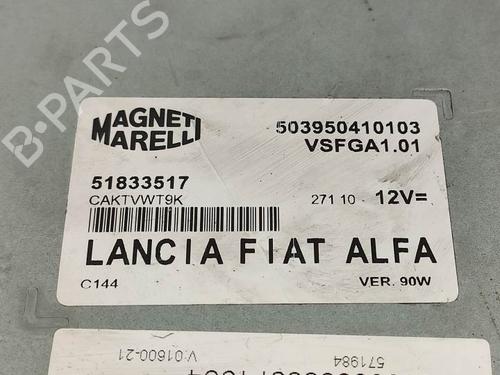 B-PARTS
MAGNETI
MARELLI
503950410103
VSFGA1.01
51833517
CAKTVWT9K
271 10 12V=
LANCIA FIAT ALFA
C144
VER. 90W
V:01600-21
571984